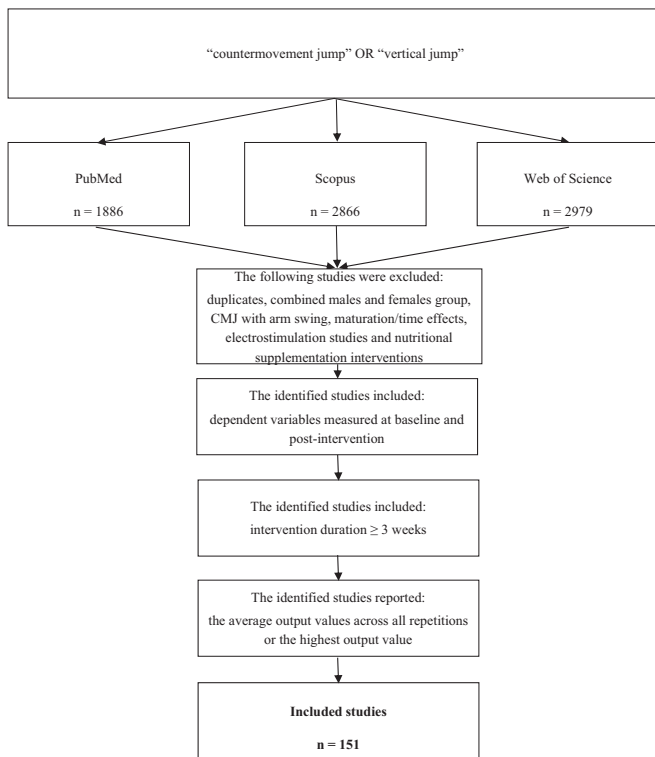 “countermovement jump” OR “vertical jump”
PubMed
n = 1886
Scopus
n = 2866
Web of Science
n = 2979
The following studies were excluded:
duplicates, combined males and females group,
CMJ with arm swing, maturation/time effects,
electrostimulation studies and nutritional
supplementation interventions
The identified studies included:
dependent variables measured at baseline and
post-intervention
The identified studies included:
intervention duration ≥ 3 weeks
The identified studies reported:
the average output values across all repetitions
or the highest output value
Included studies
n = 151